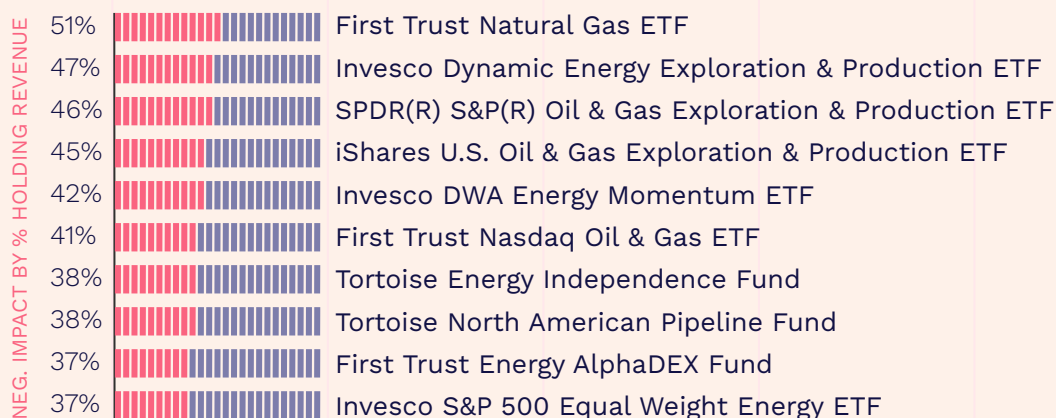 NEG. IMPACT BY % HOLDING REVENUE
51% First Trust Natural Gas ETF
47% Invesco Dynamic Energy Exploration & Production ETF
46% SPDR(R) S&P(R) Oil & Gas Exploration & Production ETF
45% iShares U.S. Oil & Gas Exploration & Production ETF
42% Invesco DWA Energy Momentum ETF
41% First Trust Nasdaq Oil & Gas ETF
38% Tortoise Energy Independence Fund
38% Tortoise North American Pipeline Fund
37% First Trust Energy AlphaDEX Fund
37% Invesco S&P 500 Equal Weight Energy ETF